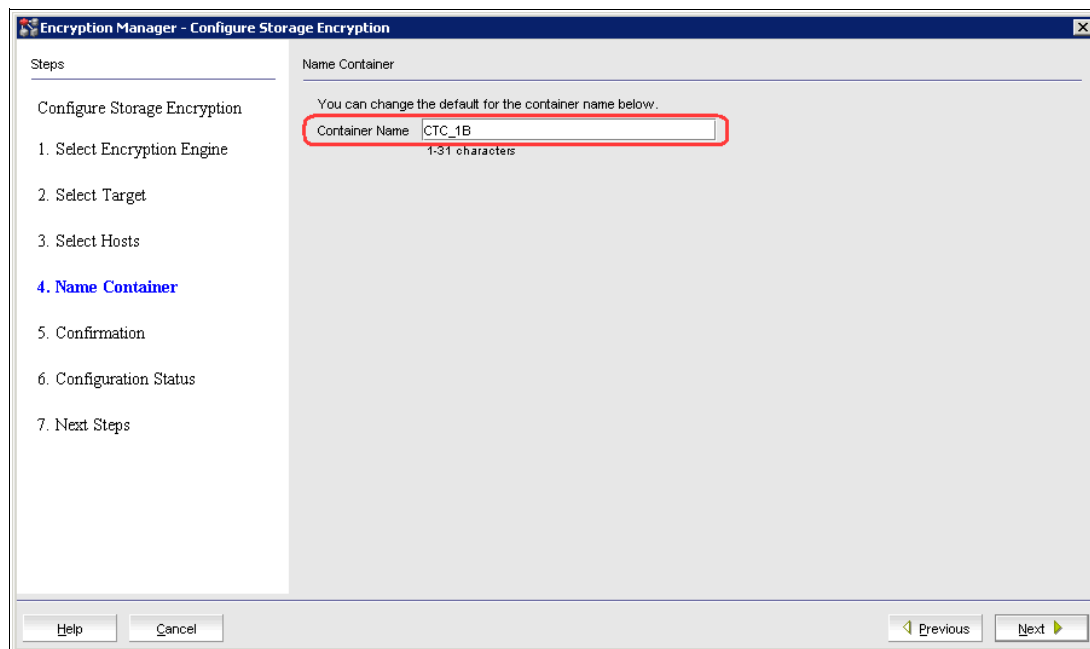 Encryption Manager - Configure Storage Encryption
Steps
Configure Storage Encryption
1. Select Encryption Engine
2. Select Target
3. Select Hosts
4. Name Container
5. Confirmation
6. Configuration Status
7. Next Steps
Name Container
You can change the default for the container name below.
Container Name CTC_1B
1-31 characters
Help Cancel Previous Next